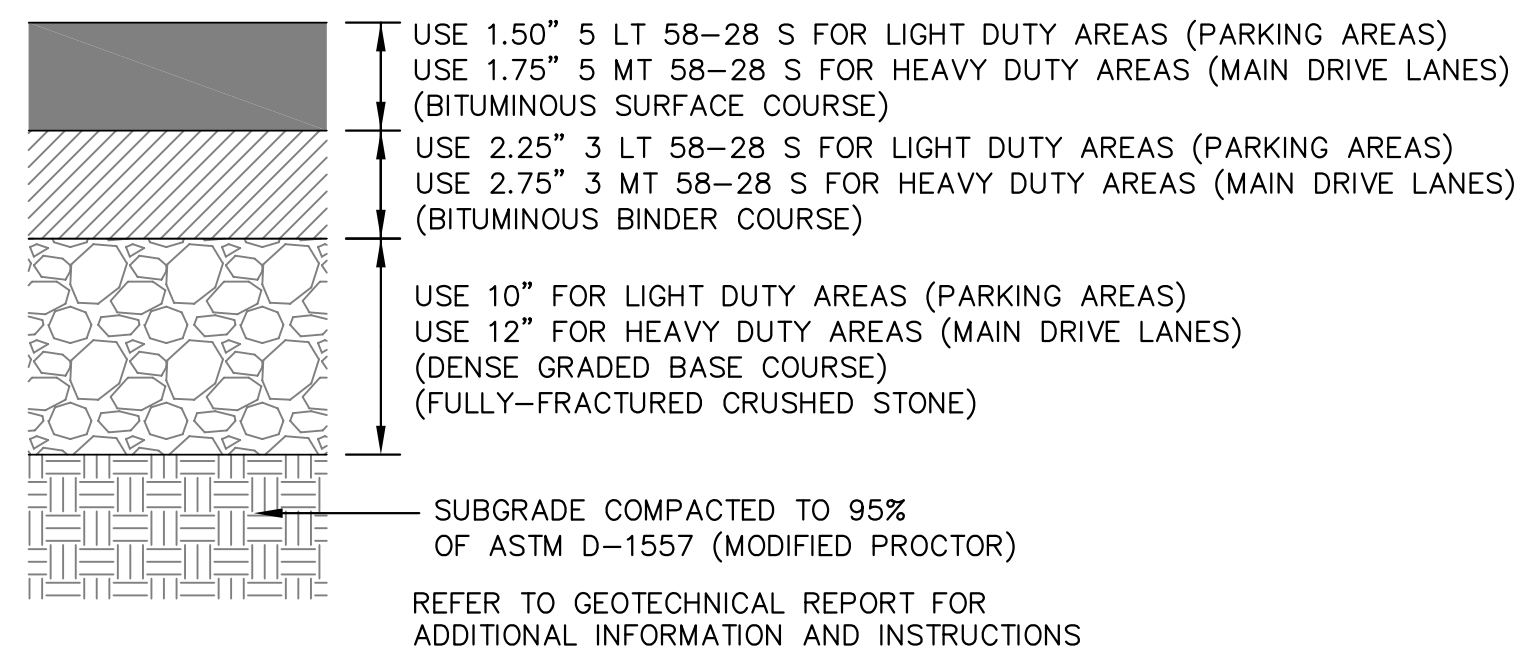 USE 1.50” 5 LT 58–28 S FOR LIGHT DUTY AREAS (PARKING AREAS)
USE 1.75” 5 MT 58–28 S FOR HEAVY DUTY AREAS (MAIN DRIVE LANES)
(BITUMINOUS SURFACE COURSE)
USE 2.25” 3 LT 58–28 S FOR LIGHT DUTY AREAS (PARKING AREAS)
USE 2.75” 3 MT 58–28 S FOR HEAVY DUTY AREAS (MAIN DRIVE LANES)
(BITUMINOUS BINDER COURSE)
USE 10” FOR LIGHT DUTY AREAS (PARKING AREAS)
USE 12” FOR HEAVY DUTY AREAS (MAIN DRIVE LANES)
(DENSE GRADED BASE COURSE)
(FULLY–FRACTURED CRUSHED STONE)
SUBGRADE COMPACTED TO 95%
OF ASTM D–1557 (MODIFIED PROCTOR)
REFER TO GEOTECHNICAL REPORT FOR
ADDITIONAL INFORMATION AND INSTRUCTIONS